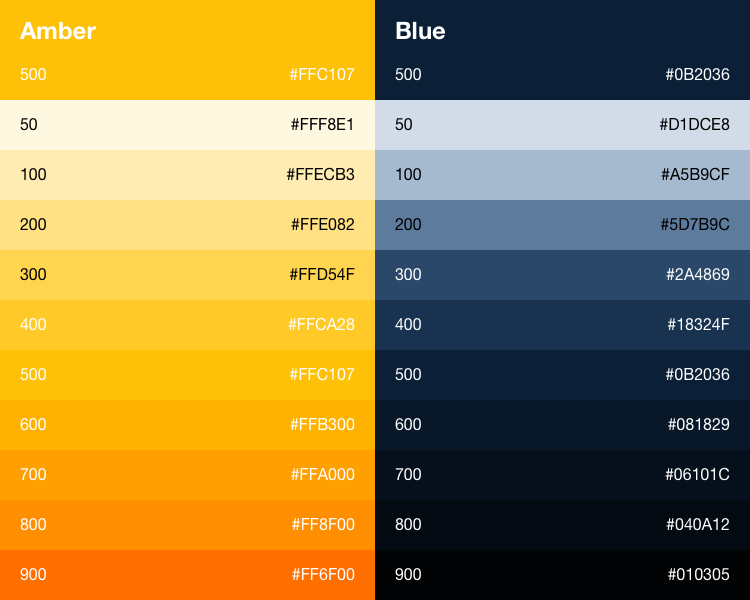 Amber
500 #FFC107
50 #FFF8E1
100 #FFECB3
200 #FFE082
300 #FFD54F
400 #FFCA28
500 #FFC107
600 #FFB300
700 #FFA000
800 #FF8F00
900 #FF6F00
Blue
500 #0B2036
50 #D1DCE8
100 #A5B9CF
200 #5D7B9C
300 #2A4869
400 #18324F
500 #0B2036
600 #081829
700 #06101C
800 #040A12
900 #010305